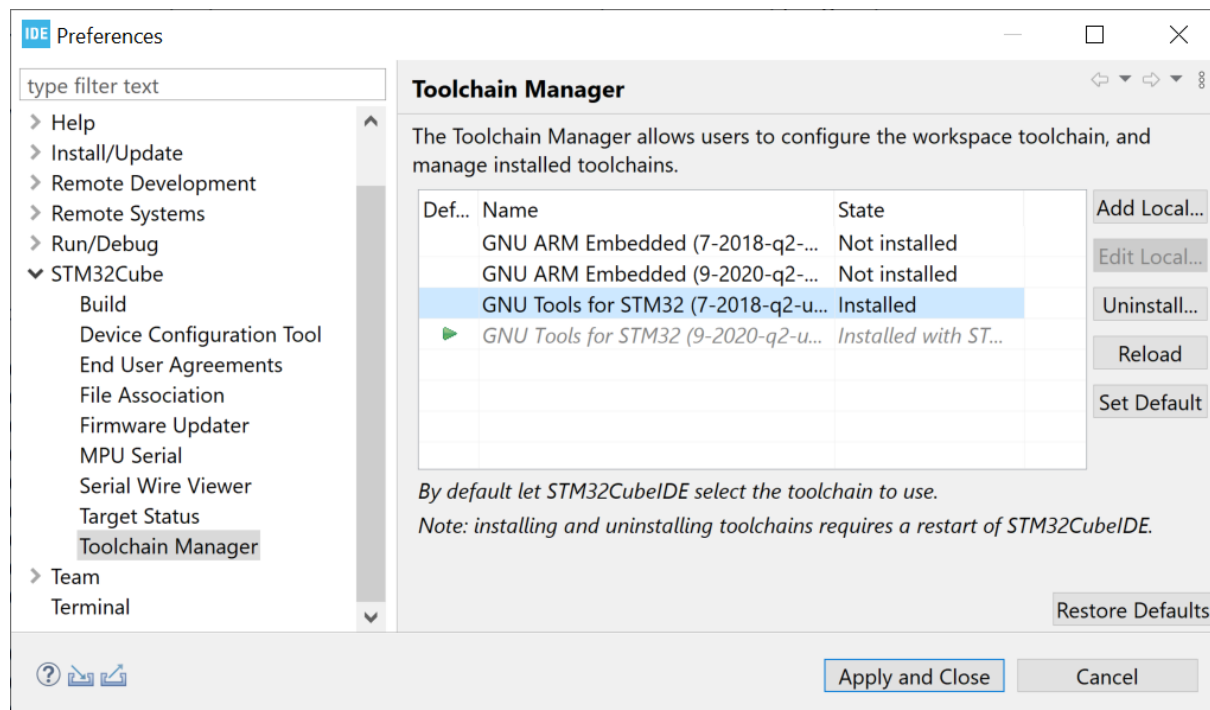 IDE Preferences
type filter text
Help
Install/Update
Remote Development
Remote Systems
Run/Debug
STM32Cube
Build
Device Configuration Tool
End User Agreements
File Association
Firmware Updater
MPU Serial
Serial Wire Viewer
Target Status
Toolchain Manager
Team
Terminal
Toolchain Manager
The Toolchain Manager allows users to configure the workspace toolchain, and
manage installed toolchains.
Def... Name State
GNU ARM Embedded (7-2018-q2-... Not installed
GNU ARM Embedded (9-2020-q2-... Not installed
GNU Tools for STM32 (7-2018-q2-u... Installed
GNU Tools for STM32 (9-2020-q2-u... Installed with ST...
Add Local...
Edit Local...
Uninstall...
Reload
Set Default
By default let STM32CubeIDE select the toolchain to use.
Note: installing and uninstalling toolchains requires a restart of STM32CubeIDE.
Restore Defaults
? Apply and Close Cancel